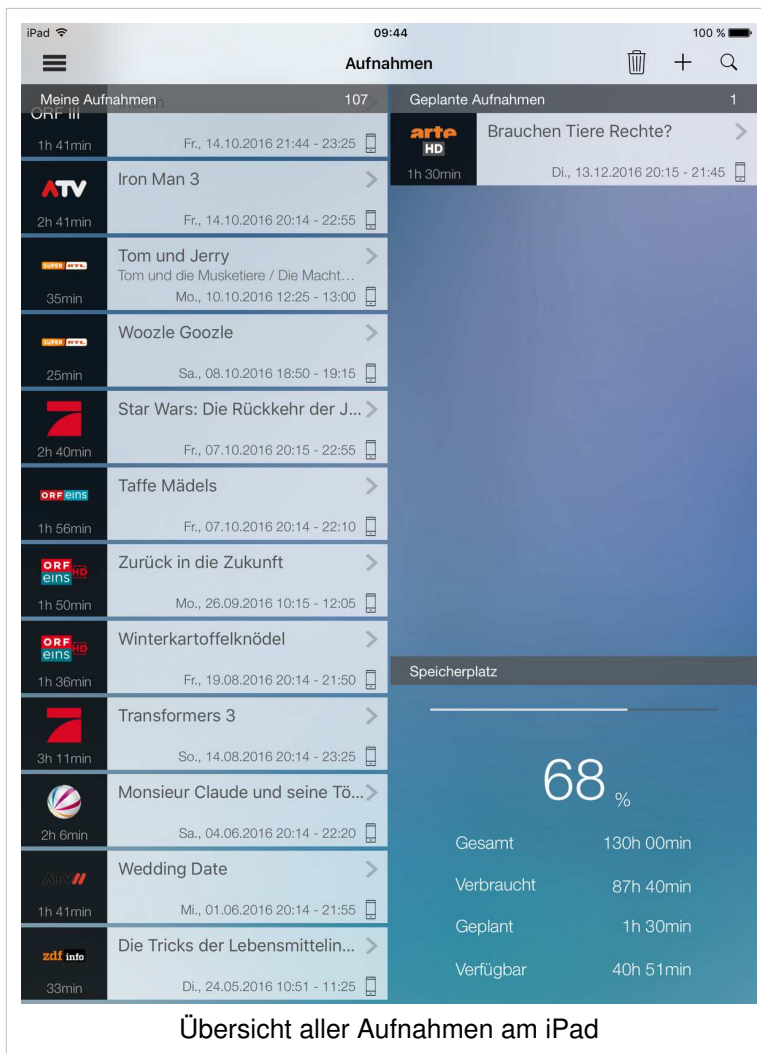 iPad 09:44 100 %
Aufnahmen
Meine Aufnahmen 107
ORF III
1h 41min Fr., 14.10.2016 21:44 - 23:25
ATV Iron Man 3
2h 41min Fr., 14.10.2016 20:14 - 22:55
SUPER RTL Tom und Jerry
Tom und die Musketiere / Die Macht...
35min Mo., 10.10.2016 12:25 - 13:00
SUPER RTL Woozle Goozle
25min Sa., 08.10.2016 18:50 - 19:15
Star Wars: Die Rückkehr der J...
2h 40min Fr., 07.10.2016 20:15 - 22:55
ORF eins Taffe Mädels
1h 56min Fr., 07.10.2016 20:14 - 22:10
ORF eins HD Zurück in die Zukunft
1h 50min Mo., 26.09.2016 10:15 - 12:05
ORF eins HD Winterkartoffelknödel
1h 36min Fr., 19.08.2016 20:14 - 21:50
Transformers 3
3h 11min So., 14.08.2016 20:14 - 23:25
Monsieur Claude und seine Tö...
2h 6min Sa., 04.06.2016 20:14 - 22:20
ATV Wedding Date
1h 41min Mi., 01.06.2016 20:14 - 21:55
zdf info Die Tricks der Lebensmittelin...
33min Di., 24.05.2016 10:51 - 11:25
Geplante Aufnahmen 1
arte HD Brauchen Tiere Rechte?
1h 30min Di., 13.12.2016 20:15 - 21:45
Speicherplatz
68 %
Gesamt 130h 00min
Verbraucht 87h 40min
Geplant 1h 30min
Verfügbar 40h 51min
Übersicht aller Aufnahmen am iPad